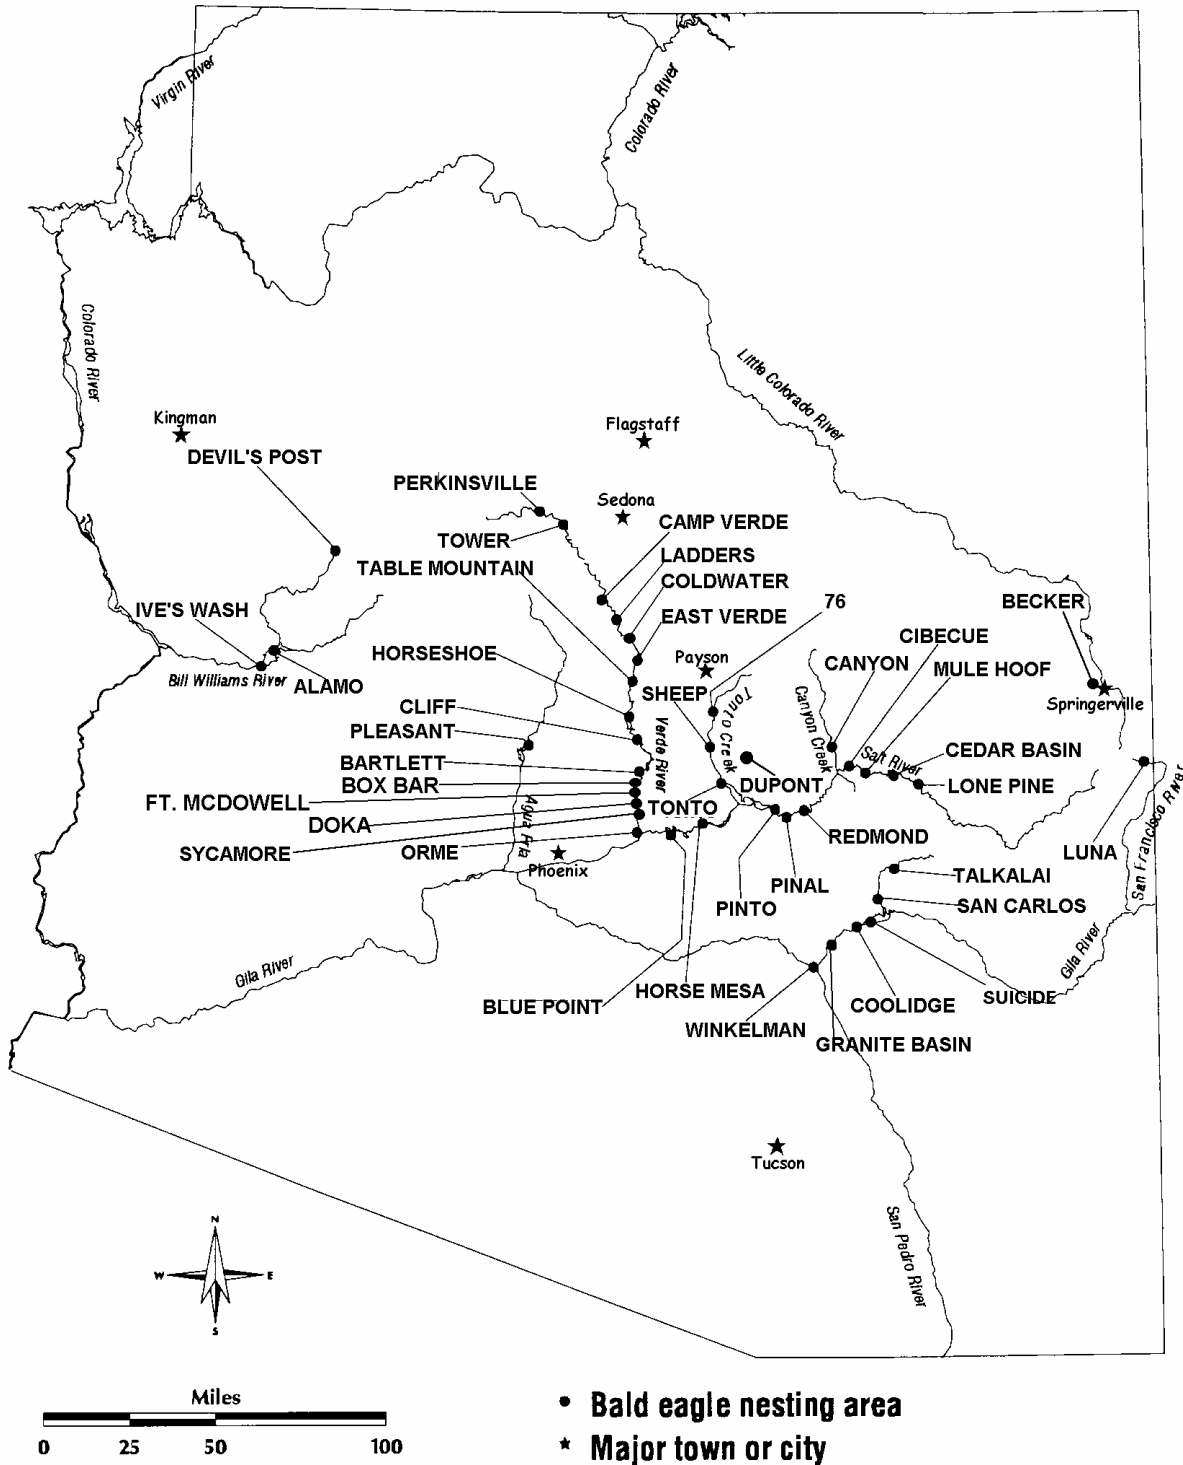 Virgin River
Colorado River
Colorado River
Little Colorado River
Kingman
Flagstaff
DEVIL'S POST
PERKINSVILLE
Sedona
CAMP VERDE
TOWER
LADDERS
TABLE MOUNTAIN
COLDWATER
76
BECKER
IVE'S WASH
EAST VERDE
CIBECUE
HORSESHOE
Payson
CANYON
MULE HOOF
Bill Williams River
ALAMO
SHEEP
Tonto Creek
Canyon Creek
Springerville
CLIFF
PLEASANT
Verde River
Salt River
CEDAR BASIN
BARTLETT
BOX BAR
DUPONT
LONE PINE
FT. MCDOWELL
Agua Fria
TONTO
San Francisco River
DOKA
REDMOND
SYCAMORE
ORME
LUNA
Phoenix
PINAL
TALKALAI
PINTO
SAN CARLOS
Gila River
Gila River
BLUE POINT
HORSE MESA
COOLIDGE
SUICIDE
WINKELMAN
GRANITE BASIN
Tucson
San Pedro River
N
W
E
S
Miles
0 25 50 100
Bald eagle nesting area
Major town or city